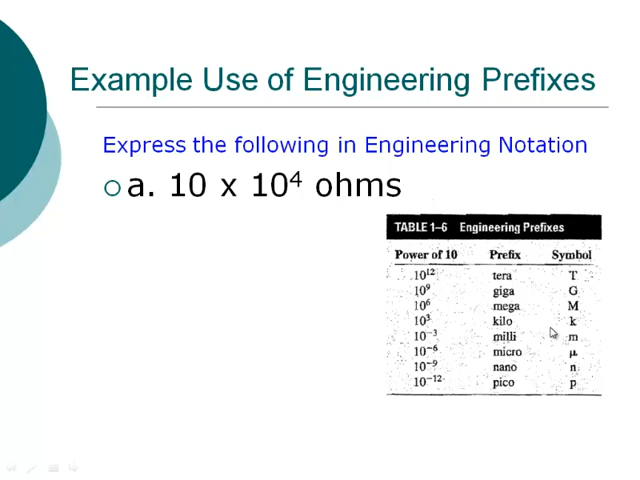 Example Use of Engineering Prefixes
Express the following in Engineering Notation
a. 10 x 10⁴ ohms
TABLE 1–6 Engineering Prefixes
Power of 10 Prefix Symbol
10¹² tera T
10⁹ giga G
10⁶ mega M
10³ kilo k
10⁻³ milli m
10⁻⁶ micro μ
10⁻⁹ nano n
10⁻¹² pico p